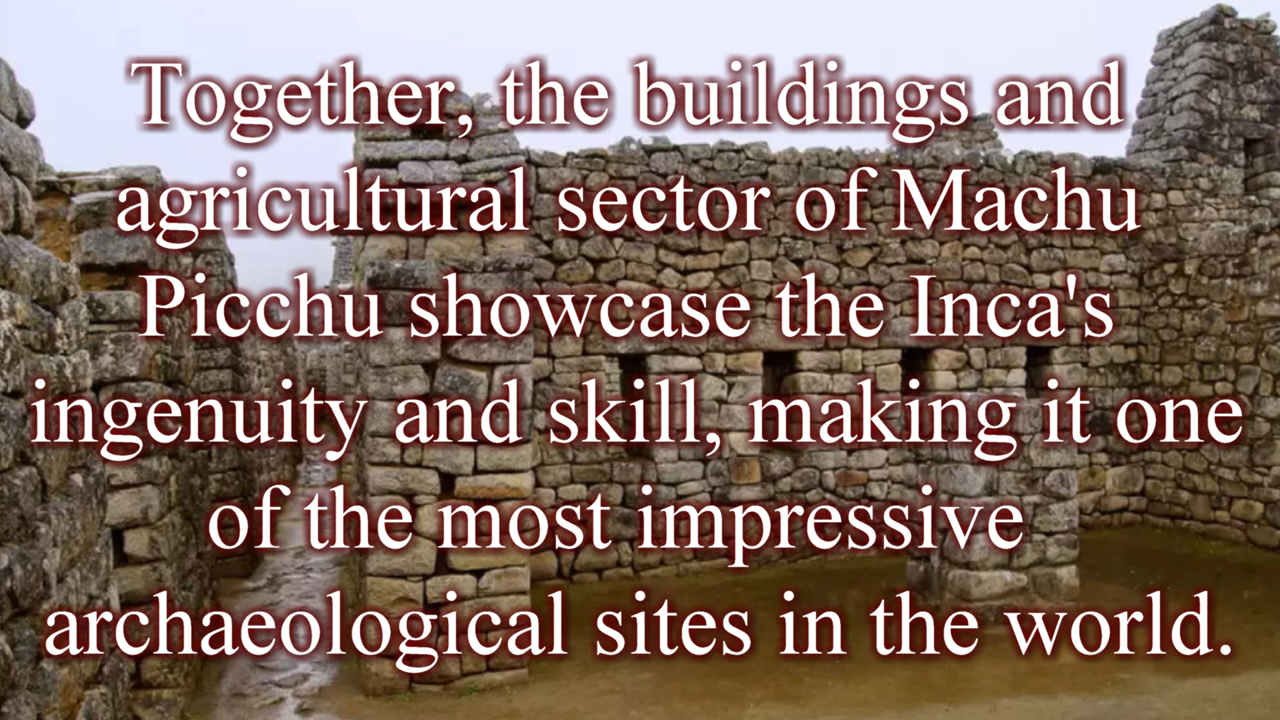 Together, the buildings and
agricultural sector of Machu
Picchu showcase the Inca's
ingenuity and skill, making it one
of the most impressive
archaeological sites in the world.